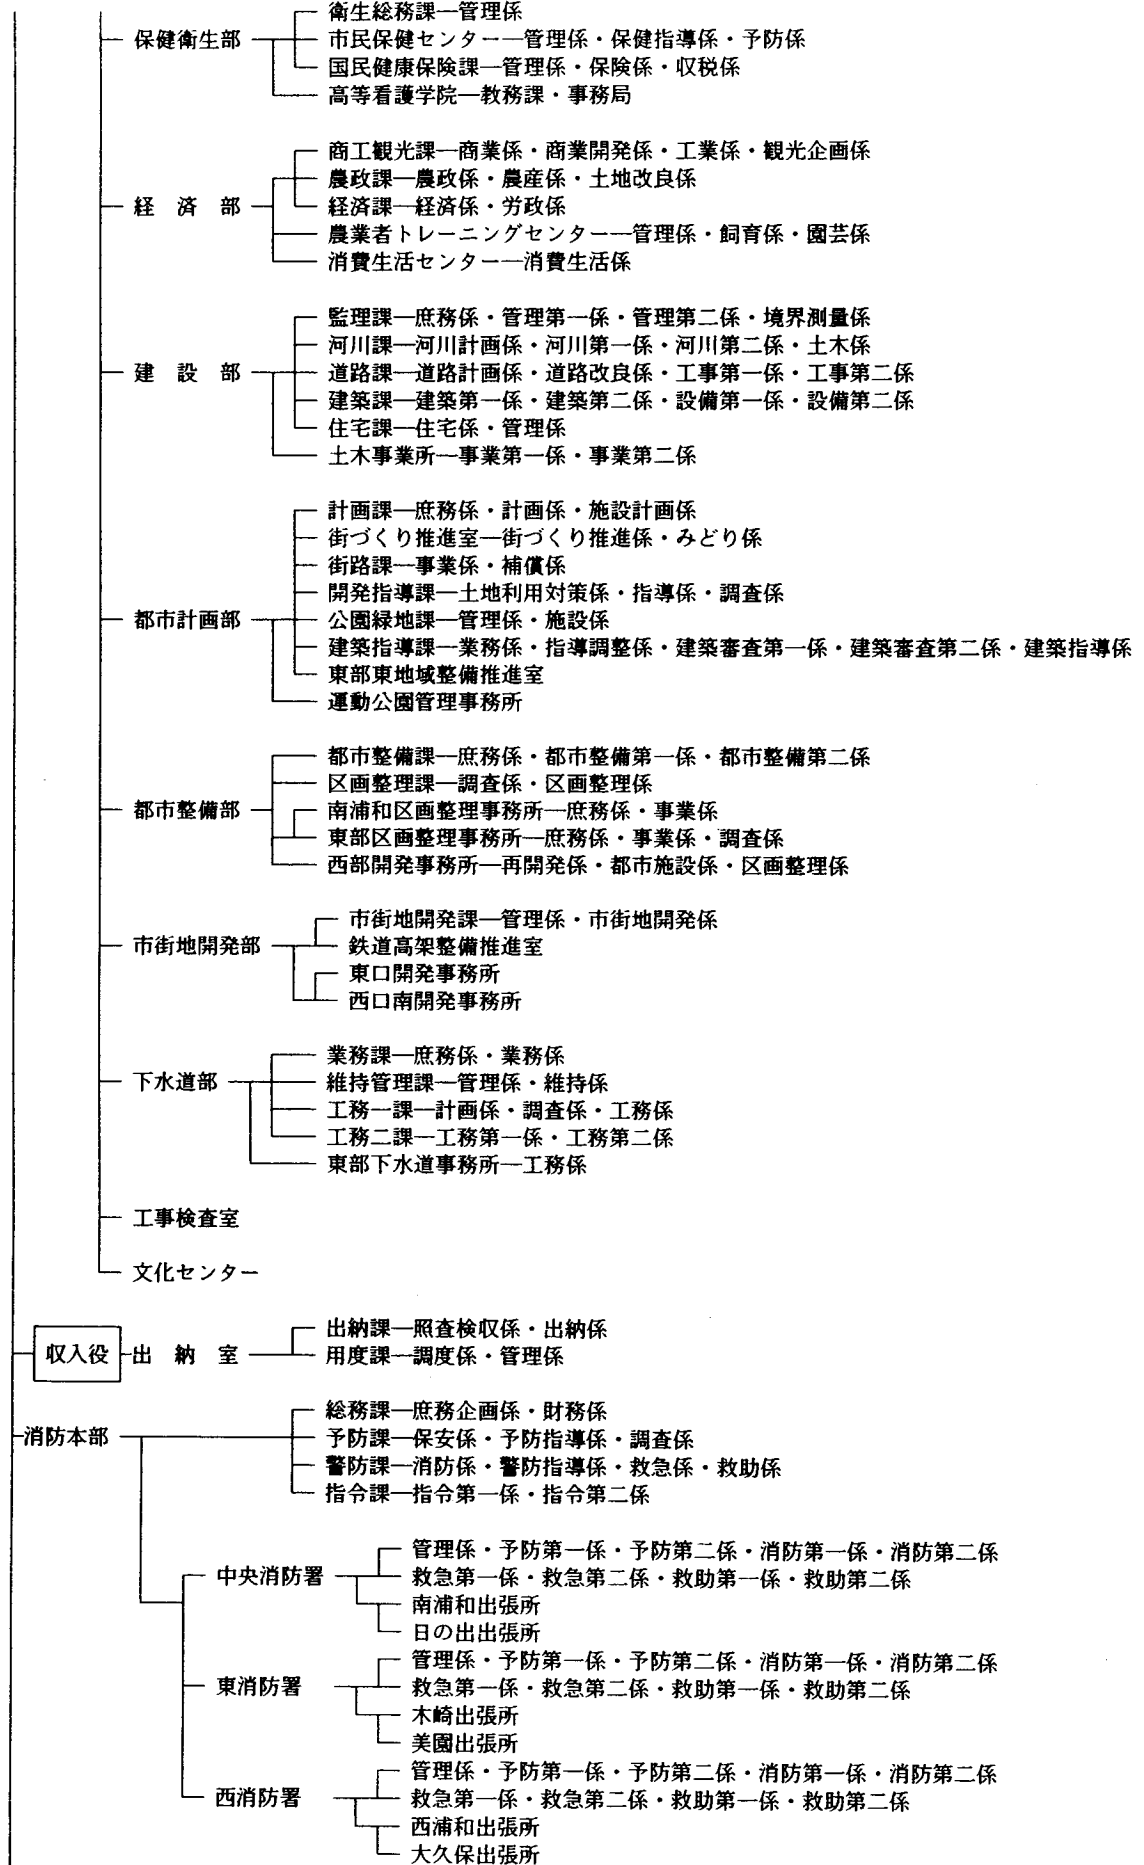 衛生総務課―管理係
保健衛生部 市民保健センター―管理係・保健指導係・予防係
国民健康保険課―管理係・保険係・収税係
高等看護学院―教務課・事務局
商工観光課―商業係・商業開発係・工業係・観光企画係
農政課―農政係・農産係・土地改良係
経済部 経済課―経済係・労政係
農業者トレーニングセンター―管理係・飼育係・園芸係
消費生活センター―消費生活係
監理課―庶務係・管理第一係・管理第二係・境界測量係
河川課―河川計画係・河川第一係・河川第二係・土木係
建設部 道路課―道路計画係・道路改良係・工事第一係・工事第二係
建築課―建築第一係・建築第二係・設備第一係・設備第二係
住宅課―住宅係・管理係
土木事業所―事業第一係・事業第二係
計画課―庶務係・計画係・施設計画係
街づくり推進室―街づくり推進係・みどり係
街路課―事業係・補償係
開発指導課―土地利用対策係・指導係・調査係
都市計画部 公園緑地課―管理係・施設係
建築指導課―業務係・指導調整係・建築審査第一係・建築審査第二係・建築指導係
東部東地域整備推進室
運動公園管理事務所
都市整備課―庶務係・都市整備第一係・都市整備第二係
区画整理課―調査係・区画整理係
都市整備部 南浦和区画整理事務所―庶務係・事業係
東部区画整理事務所―庶務係・事業係・調査係
西部開発事務所―再開発係・都市施設係・区画整理係
市街地開発課―管理係・市街地開発係
市街地開発部 鉄道高架整備推進室
東口開発事務所
西口南開発事務所
業務課―庶務係・業務係
下水道部 維持管理課―管理係・維持係
工務一課―計画係・調査係・工務係
工務二課―工務第一係・工務第二係
東部下水道事務所―工務係
工事検査室
文化センター
出納課―照査検収係・出納係
収入役 出納室 用度課―調度係・管理係
総務課―庶務企画係・財務係
消防本部 予防課―保安係・予防指導係・調査係
警防課―消防係・警防指導係・救急係・救助係
指令課―指令第一係・指令第二係
管理係・予防第一係・予防第二係・消防第一係・消防第二係
中央消防署 救急第一係・救急第二係・救助第一係・救助第二係
南浦和出張所
日の出出張所
管理係・予防第一係・予防第二係・消防第一係・消防第二係
東消防署 救急第一係・救急第二係・救助第一係・救助第二係
木崎出張所
美園出張所
管理係・予防第一係・予防第二係・消防第一係・消防第二係
西消防署 救急第一係・救急第二係・救助第一係・救助第二係
西浦和出張所
大久保出張所